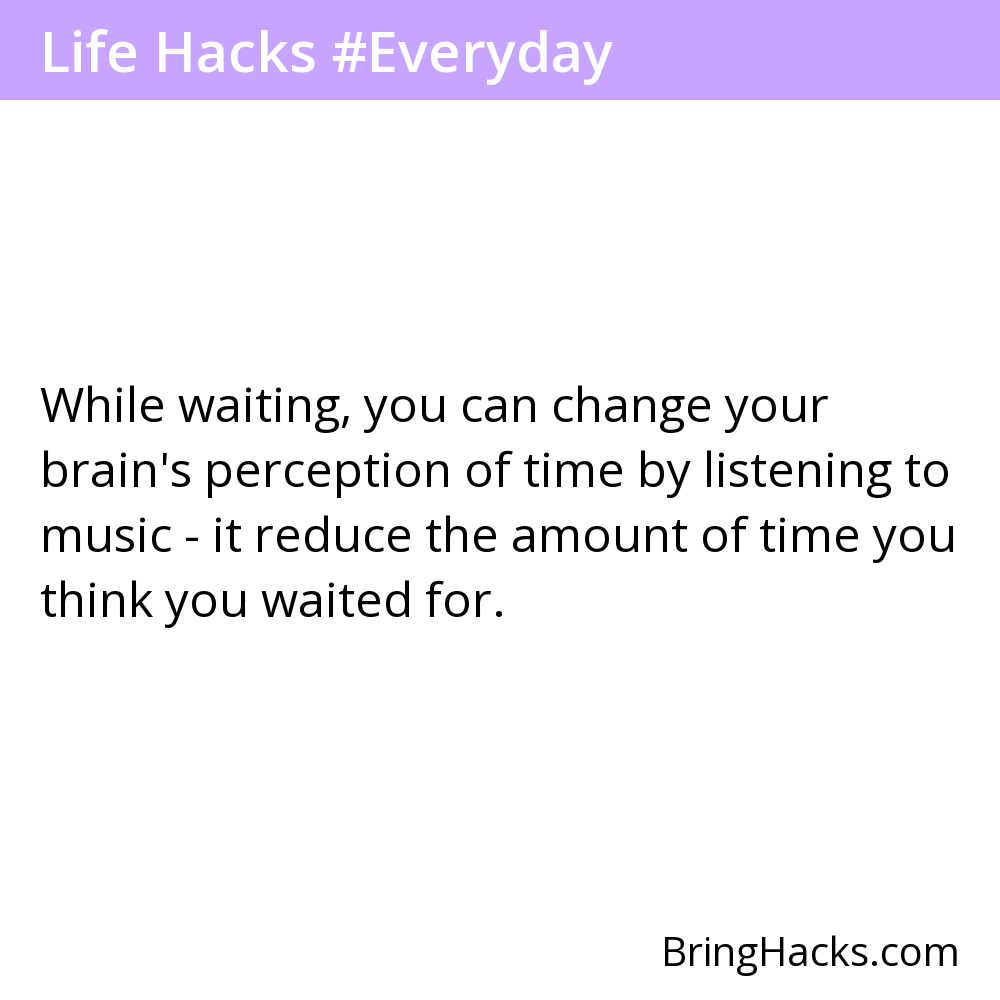 Life Hacks #Everyday
While waiting, you can change your
brain's perception of time by listening to
music - it reduce the amount of time you
think you waited for.
BringHacks.com